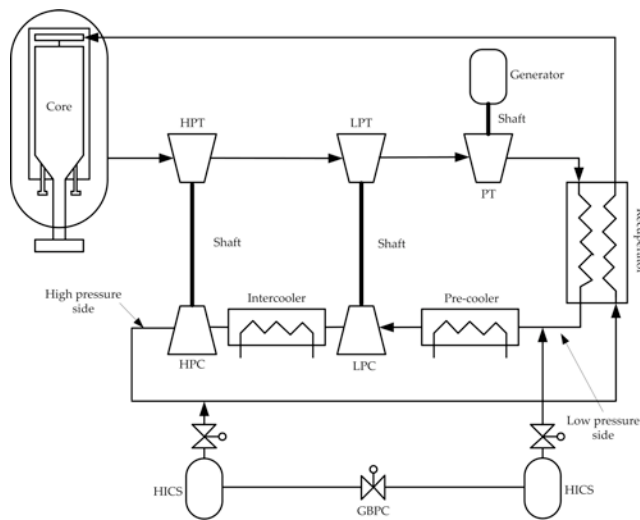 Generator
Core
HPT
LPT
Shaft
PT
Recuperator
Shaft
Shaft
High pressure
side
Intercooler
Pre-cooler
HPC
LPC
Low pressure
side
HICS
GBPC
HICS